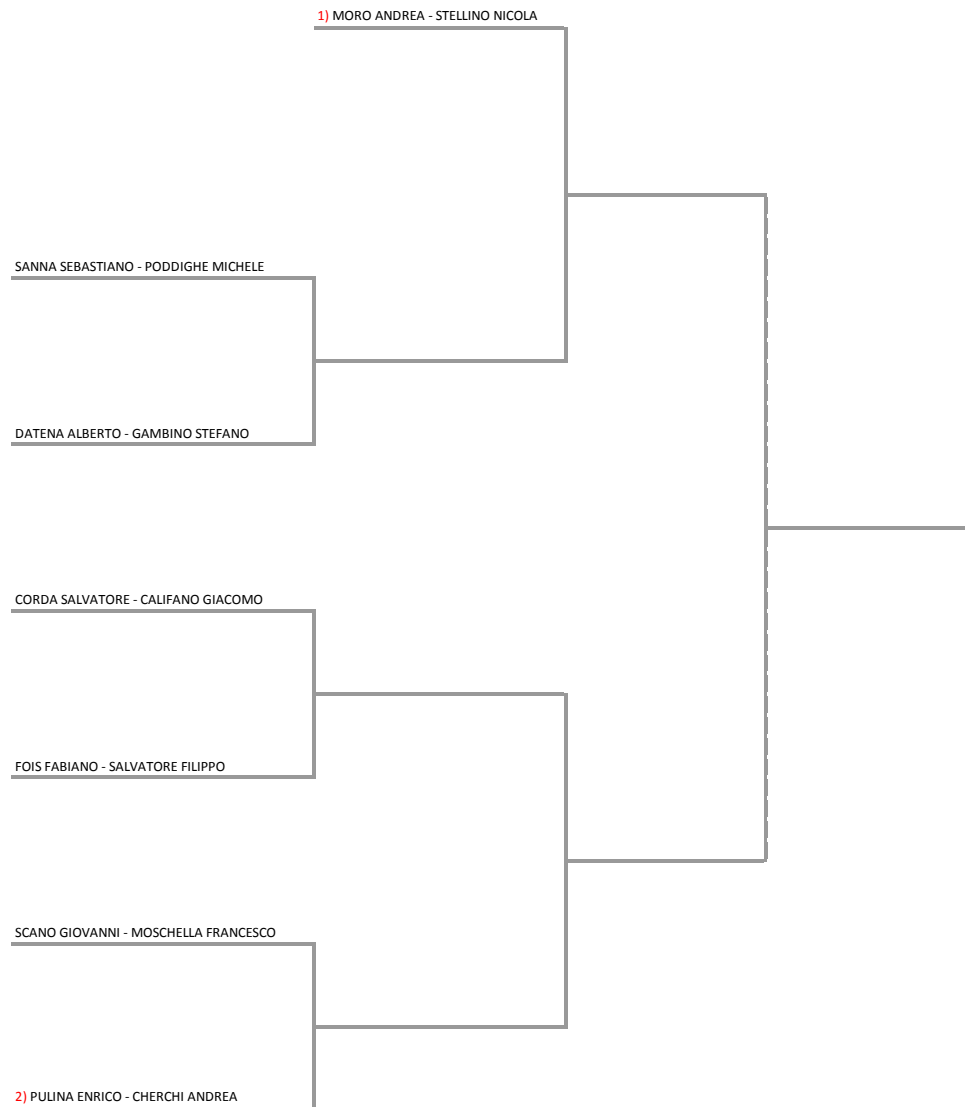 1) MORO ANDREA - STELLINO NICOLA
SANNA SEBASTIANO - PODDIGHE MICHELE
DATENA ALBERTO - GAMBINO STEFANO
CORDA SALVATORE - CALIFANO GIACOMO
FOIS FABIANO - SALVATORE FILIPPO
SCANO GIOVANNI - MOSCHELLA FRANCESCO
2) PULINA ENRICO - CHERCHI ANDREA